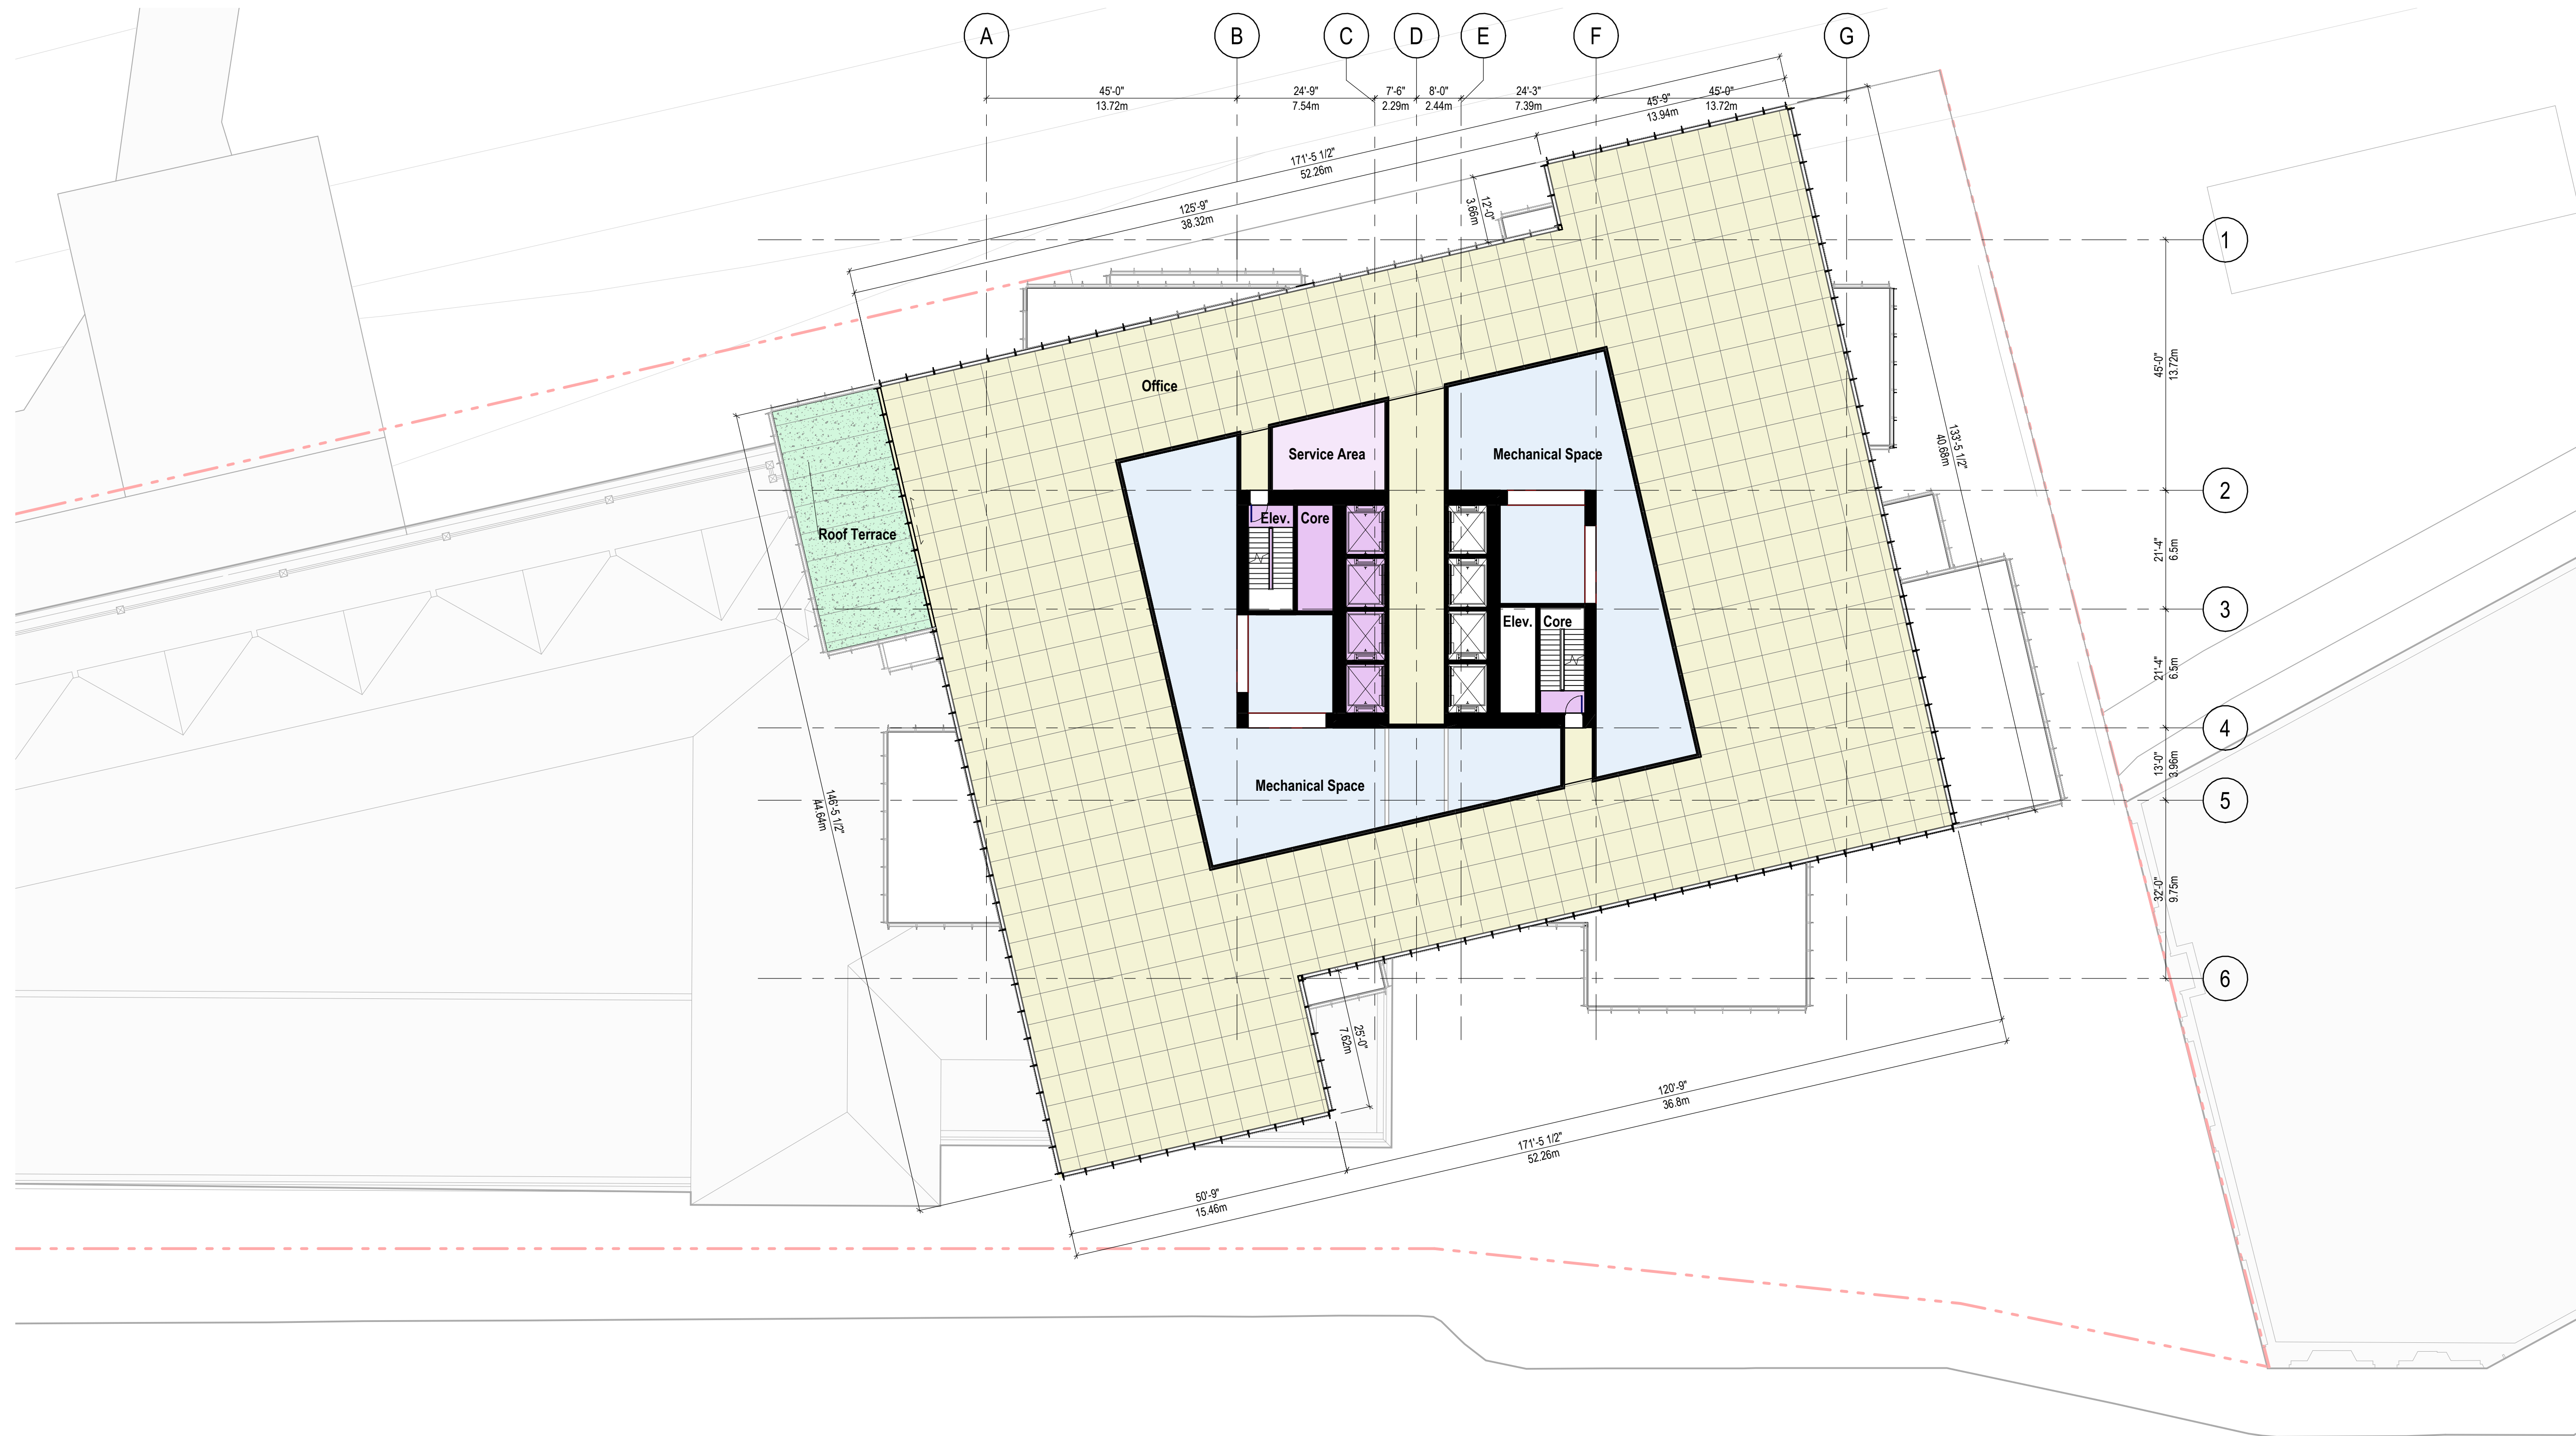 A B C D E F G
45'-0" 24'-9" 7'-6" 8'-0" 24'-3" 45'-0"
13.72m 7.54m 2.29m 2.44m 7.39m 13.72m
45'-9"
13.94m
171'-5 1/2"
52.26m
125'-9"
38.32m
12'-0"
3.66m
1
45'-0"
13.72m
Office
133'-5 1/2"
40.68m
Service Area
Mechanical Space
2
Elev. Core
Roof Terrace
21'-4"
6.5m
3
Elev. Core
21'-4"
6.5m
4
13'-0"
3.96m
Mechanical Space
5
146'-5 1/2"
44.64m
32'-0"
9.75m
6
25'-0"
7.62m
120'-9"
36.8m
171'-5 1/2"
52.26m
50'-9"
15.46m